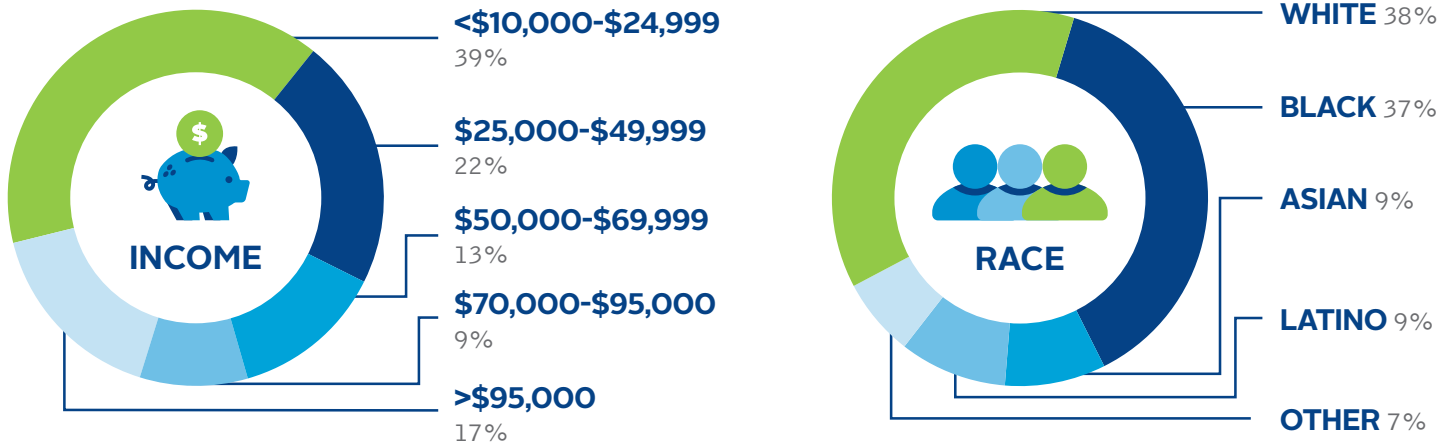 $
INCOME
<$10,000-$24,999
39%
$25,000-$49,999
22%
$50,000-$69,999
13%
$70,000-$95,000
9%
>$95,000
17%
RACE
WHITE 38%
BLACK 37%
ASIAN 9%
LATINO 9%
OTHER 7%